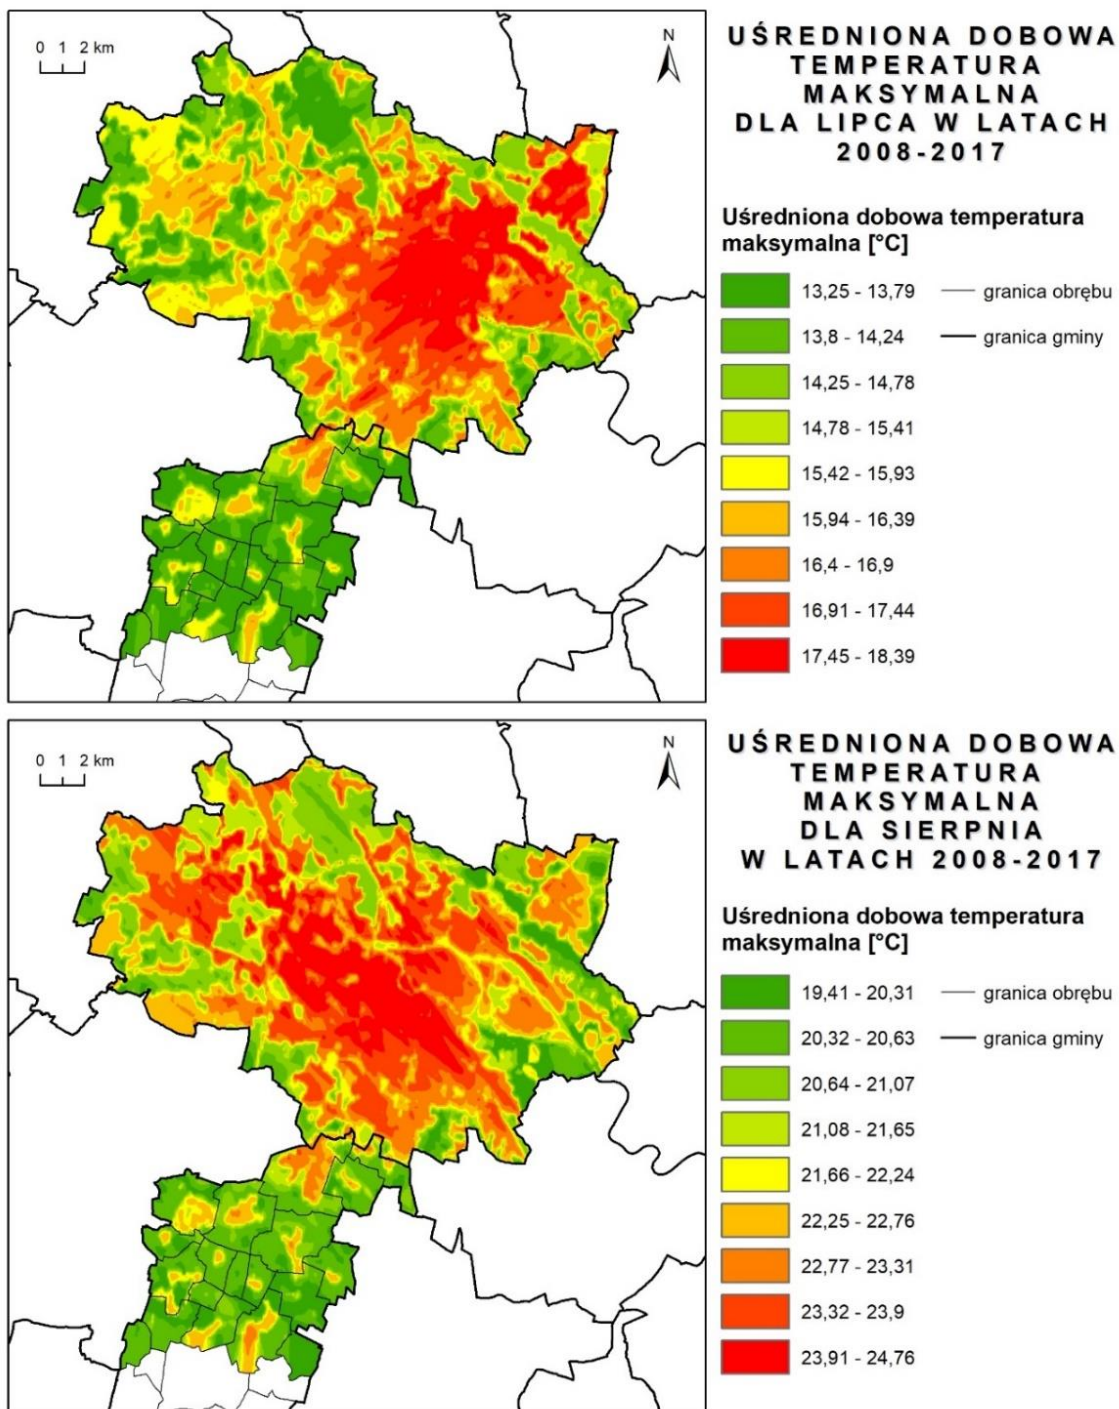 0 1 2 km
N
UŚREDNIONA DOBOWA
TEMPERATURA
MAKSYMALNA
DLA LIPCA W LATACH
2008-2017
Uśredniona dobowa temperatura
maksymalna [°C]
13,25 - 13,79
granica obrębu
13,8 - 14,24
granica gminy
14,25 - 14,78
14,78 - 15,41
15,42 - 15,93
15,94 - 16,39
16,4 - 16,9
16,91 - 17,44
17,45 - 18,39
0 1 2 km
N
UŚREDNIONA DOBOWA
TEMPERATURA
MAKSYMALNA
DLA SIERPNIA
W LATACH 2008-2017
Uśredniona dobowa temperatura
maksymalna [°C]
19,41 - 20,31
granica obrębu
20,32 - 20,63
granica gminy
20,64 - 21,07
21,08 - 21,65
21,66 - 22,24
22,25 - 22,76
22,77 - 23,31
23,32 - 23,9
23,91 - 24,76